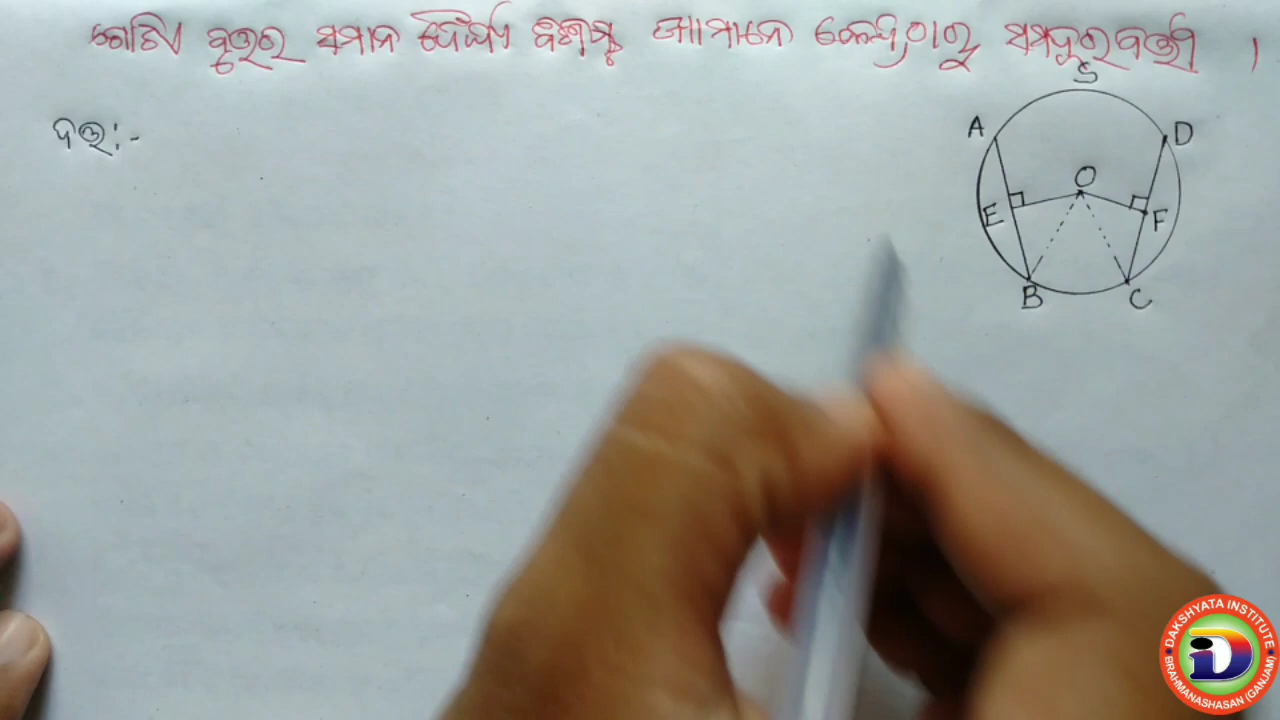 ଗୋଟିଏ ବୃତ୍ତର ସମାନ ଦୈର୍ଘ୍ୟ ବିଶିଷ୍ଟ ଜ୍ୟାମାନେ କେନ୍ଦ୍ରଠାରୁ ସମଦୂରବର୍ତ୍ତୀ ।
ଦତ୍ତ:-
S
A
D
O
E
F
B
C
DAKSHYATA INSTITUTE
BRAHMANASHASAN (GANJAM)